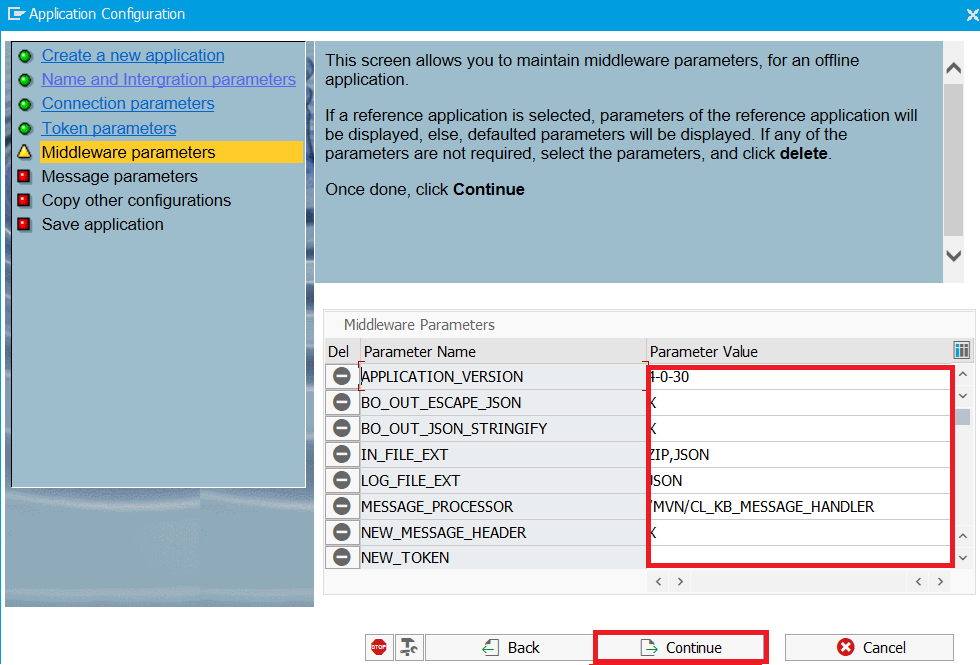 Application Configuration
Create a new application
Name and Intergration parameters
Connection parameters
Token parameters
Middleware parameters
Message parameters
Copy other configurations
Save application
This screen allows you to maintain middleware parameters, for an offline
application.
If a reference application is selected, parameters of the reference application will
be displayed, else, defaulted parameters will be displayed. If any of the
parameters are not required, select the parameters, and click delete.
Once done, click Continue
Middleware Parameters
Del Parameter Name Parameter Value
APPLICATION_VERSION 4-0-30
BO_OUT_ESCAPE_JSON X
BO_OUT_JSON_STRINGIFY X
IN_FILE_EXT ZIP,JSON
LOG_FILE_EXT JSON
MESSAGE_PROCESSOR /MVN/CL_KB_MESSAGE_HANDLER
NEW_MESSAGE_HEADER X
NEW_TOKEN
STOP Back Continue Cancel